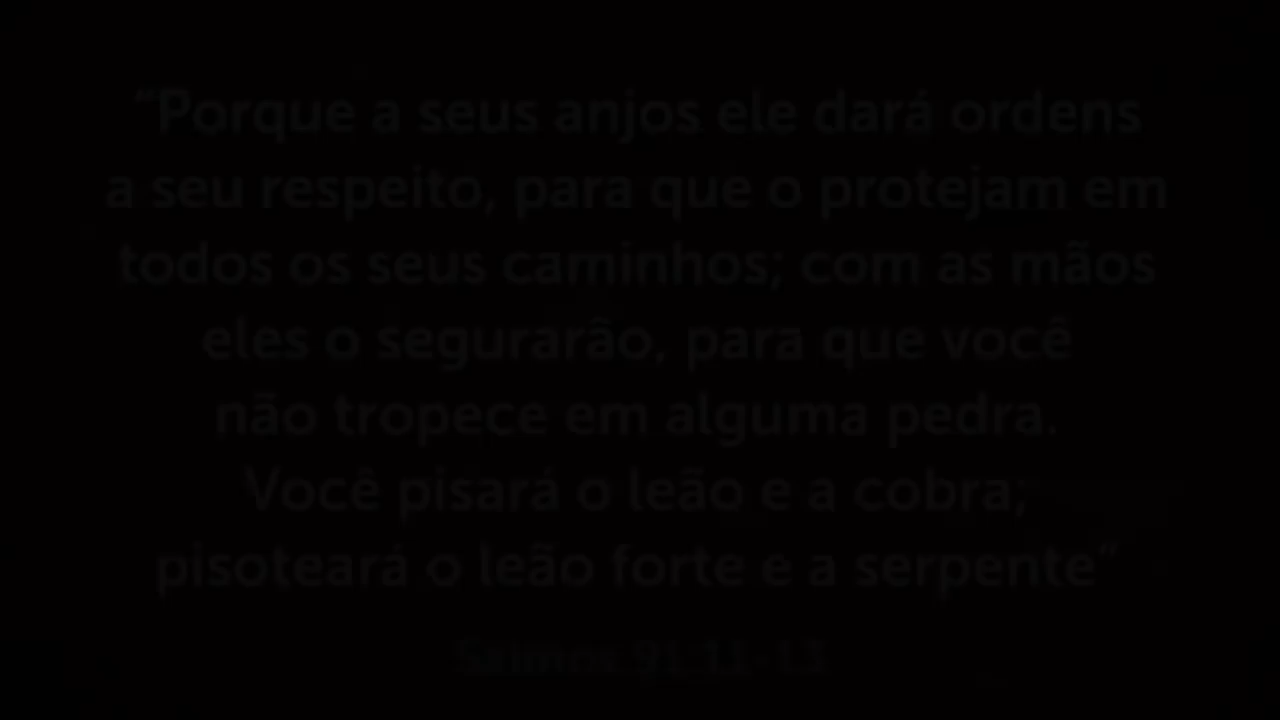 “Porque a seus anjos ele dará ordens
a seu respeito, para que o protejam em
todos os seus caminhos; com as mãos
eles o segurarão, para que você
não tropece em alguma pedra.
Você pisará o leão e a cobra;
pisoteará o leão forte e a serpente”
Salmos 91:11-13